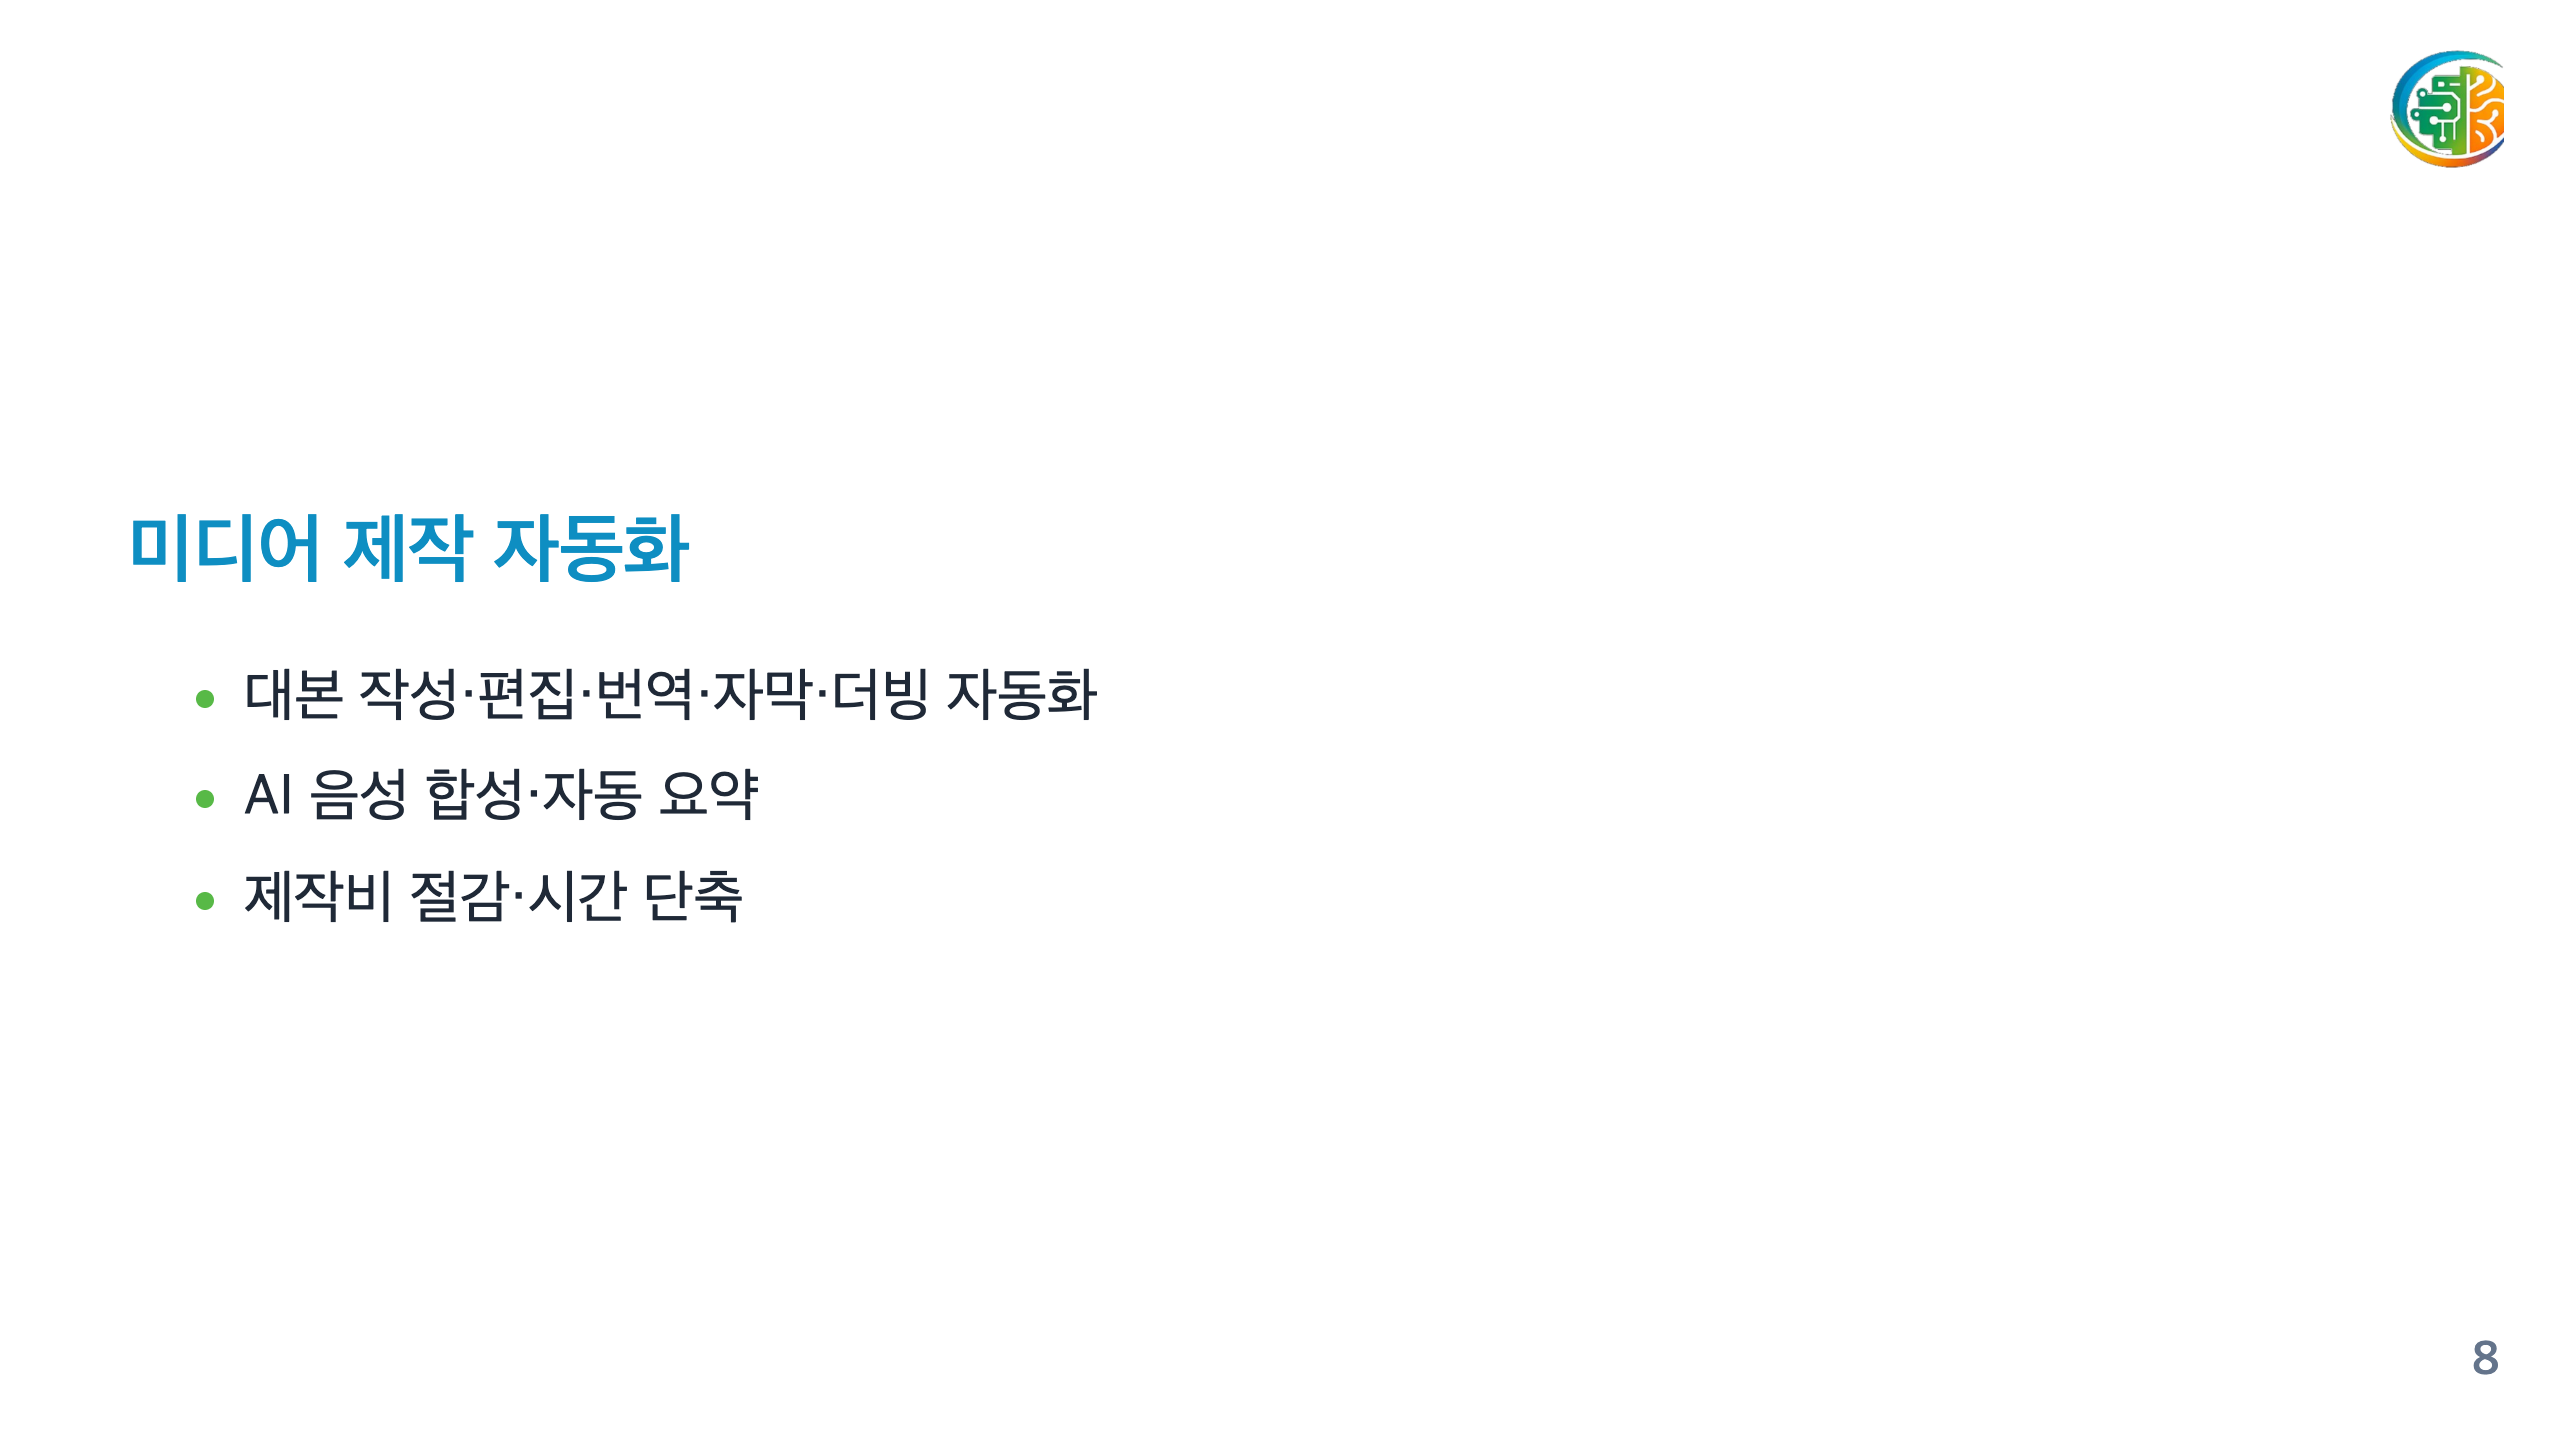 미디어 제작 자동화
• 대본 작성·편집·번역·자막·더빙 자동화
• AI 음성 합성·자동 요약
• 제작비 절감·시간 단축
8